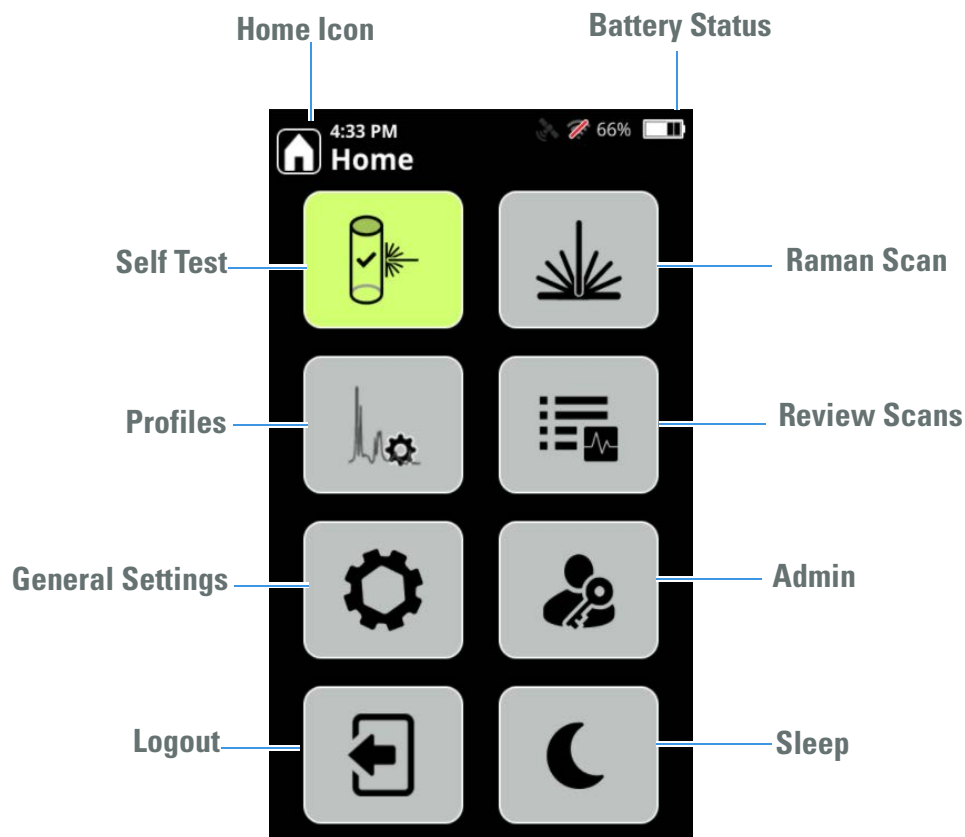 Home Icon
Battery Status
4:33 PM
66%
Home
Self Test
Raman Scan
Profiles
Review Scans
General Settings
Admin
Logout
Sleep